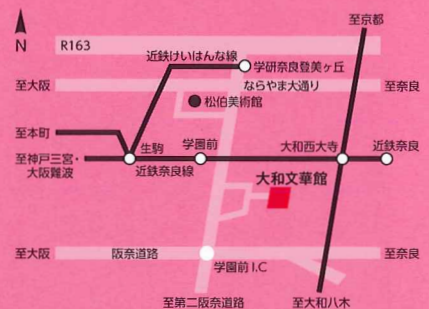 至京都
N
R163
近鉄けいはんな線
学研奈良登美ヶ丘
至大阪
ならやま大通り
至奈良
松伯美術館
至本町
生駒
学園前
大和西大寺
近鉄奈良
至神戸三宮・
大阪難波
近鉄奈良線
大和文華館
至大阪
阪奈道路
学園前I.C
至奈良
至第二阪奈道路
至大和八木